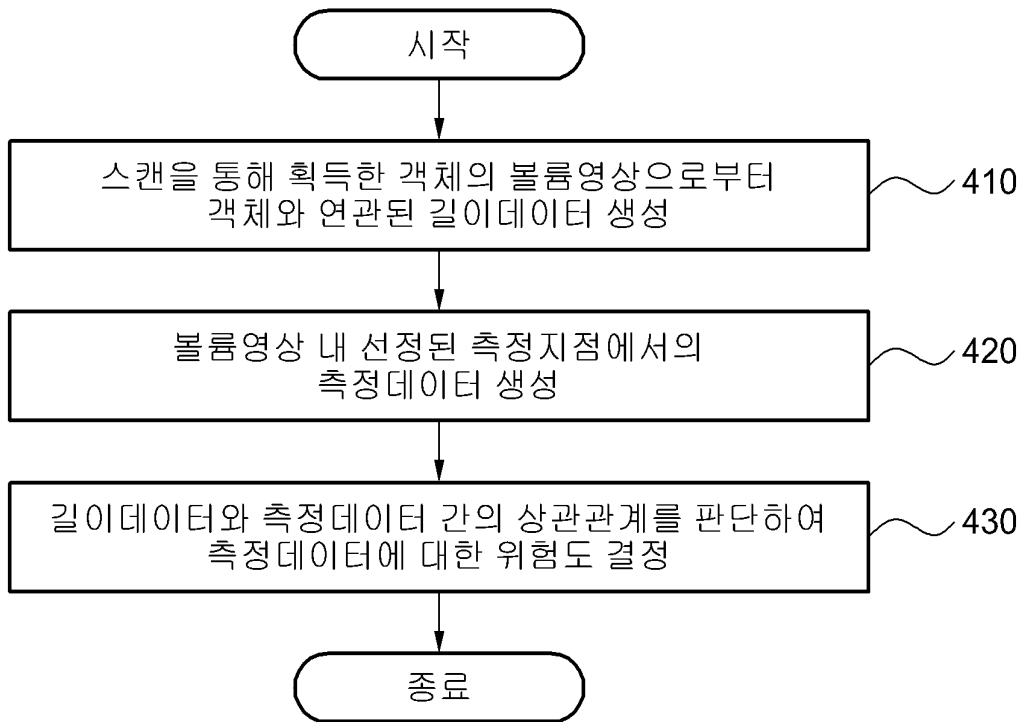 시작
스캔을 통해 획득한 객체의 볼륨영상으로부터
객체와 연관된 길이데이터 생성
410
볼륨영상 내 선정된 측정지점에서의
측정데이터 생성
420
길이데이터와 측정데이터 간의 상관관계를 판단하여
측정데이터에 대한 위험도 결정
430
종료